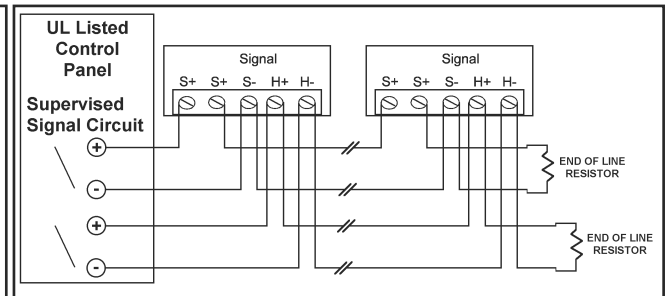 UL Listed
Control
Panel
Supervised
Signal Circuit
+
-
+
-
Signal
S+ S+ S- H+ H-
Signal
S+ S+ S- H+ H-
END OF LINE
RESISTOR
END OF LINE
RESISTOR